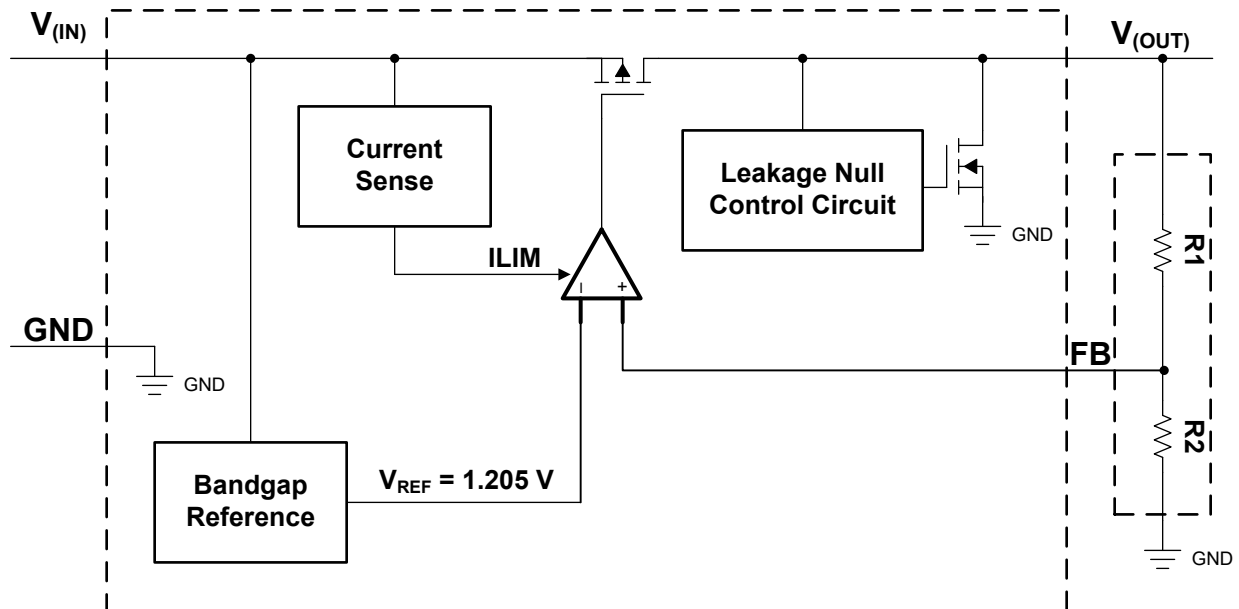 V(IN)
V(OUT)
Current
Sense
Leakage Null
Control Circuit
GND
R1
ILIM
– +
GND
GND
FB
R2
Bandgap
Reference
VREF = 1.205 V
GND